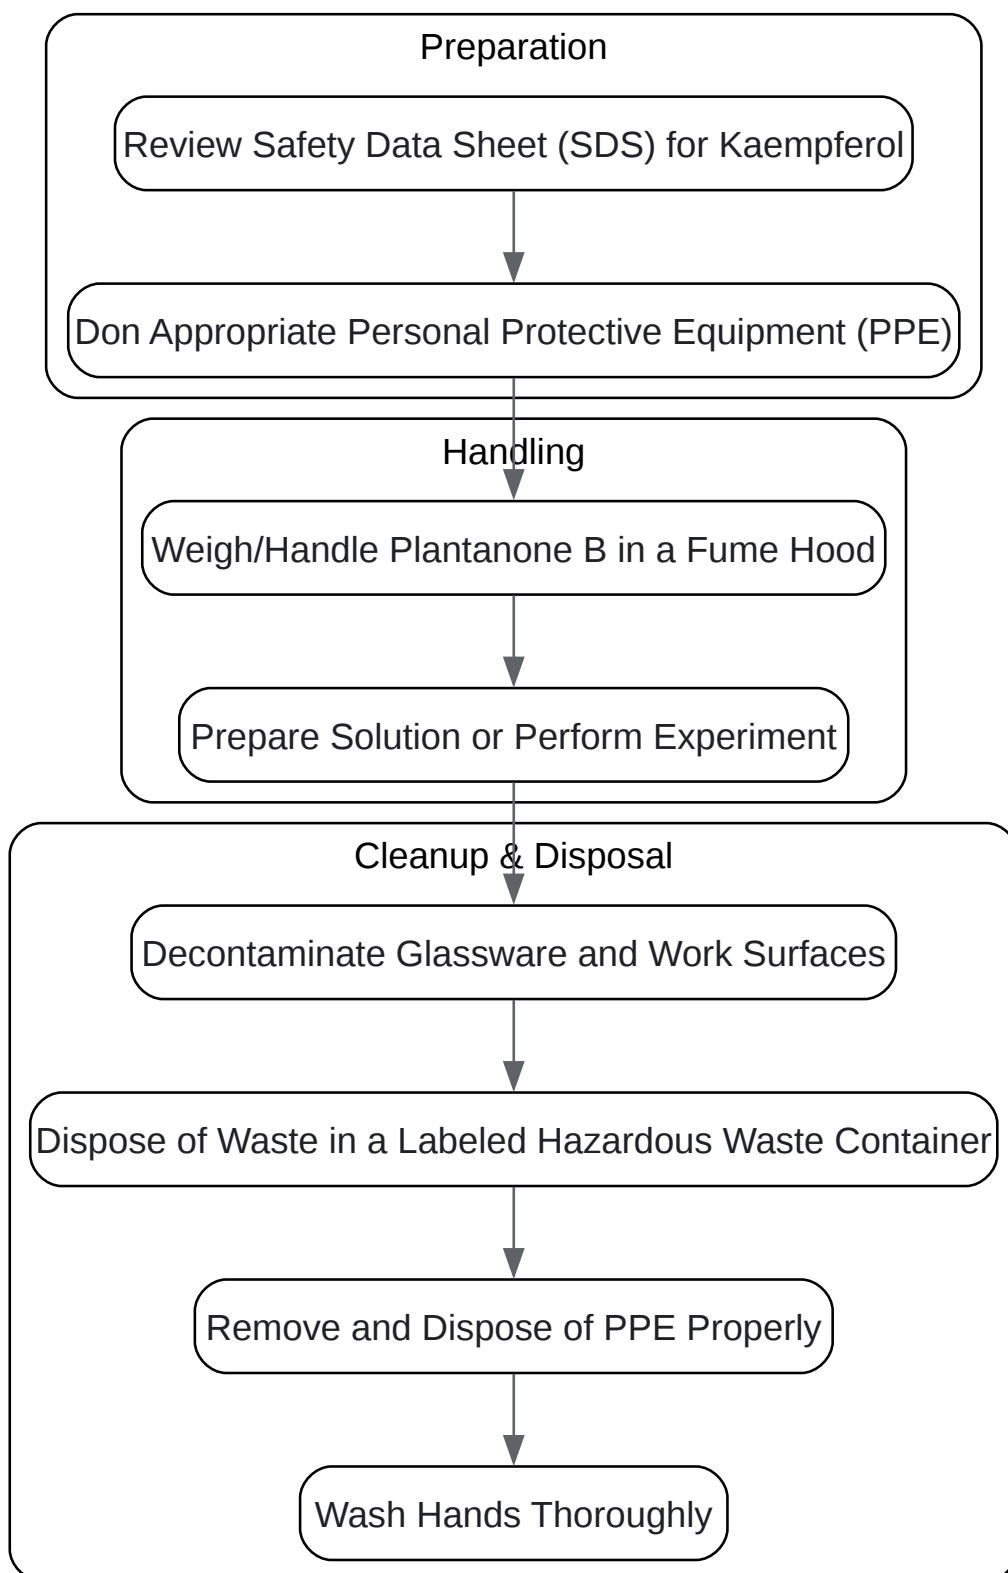 Preparation
Review Safety Data Sheet (SDS) for Kaempferol
Don Appropriate Personal Protective Equipment (PPE)
Handling
Weigh/Handle Plantanone B in a Fume Hood
Prepare Solution or Perform Experiment
Cleanup & Disposal
Decontaminate Glassware and Work Surfaces
Dispose of Waste in a Labeled Hazardous Waste Container
Remove and Dispose of PPE Properly
Wash Hands Thoroughly